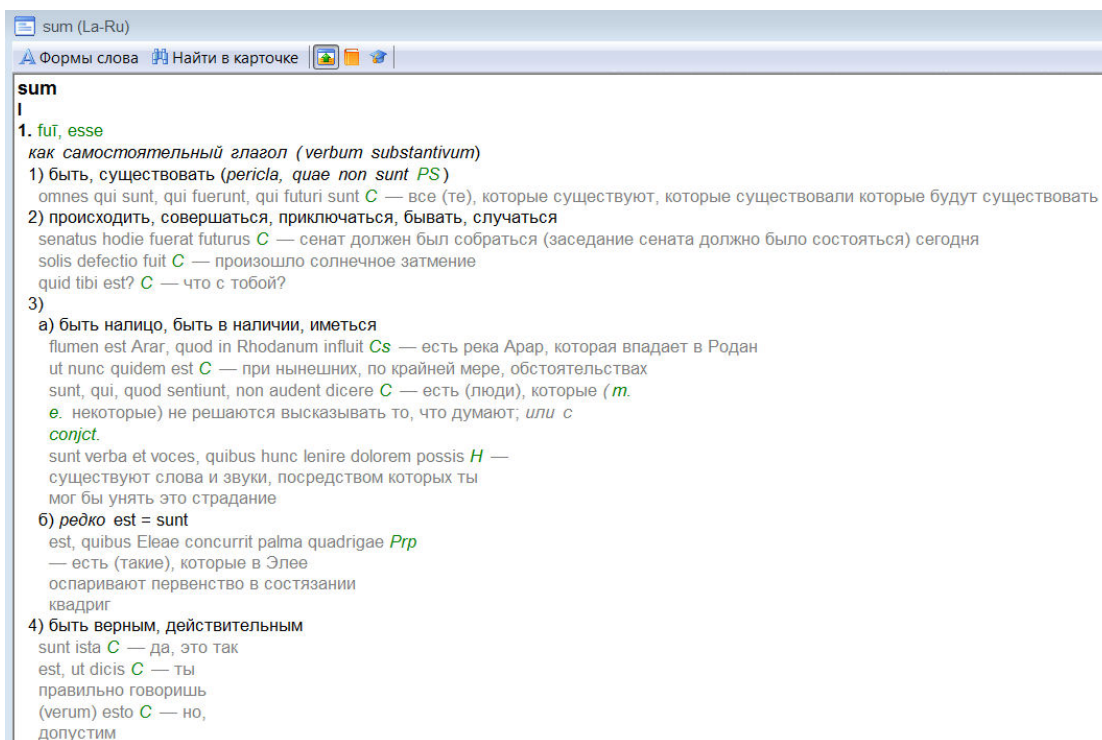 sum (La-Ru)
Формы слова Найти в карточке
sum
I
1. fuī, esse
как самостоятельный глагол (verbum substantivum)
1) быть, существовать (pericla, quae non sunt PS)
omnes qui sunt, qui fuerunt, qui futuri sunt C — все (те), которые существуют, которые существовали которые будут существовать
2) происходить, совершаться, приключаться, бывать, случаться
senatus hodie fuerat futurus C — сенат должен был собраться (заседание сената должно было состояться) сегодня
solis defectio fuit C — произошло солнечное затмение
quid tibi est? C — что с тобой?
3)
а) быть налицо, быть в наличии, иметься
flumen est Arar, quod in Rhodanum influit Cs — есть река Арар, которая впадает в Родан
ut nunc quidem est C — при нынешних, по крайней мере, обстоятельствах
sunt, qui, quod sentiunt, non audent dicere C — есть (люди), которые (т.
е. некоторые) не решаются высказывать то, что думают; или с
conjct.
sunt verba et voces, quibus hunc lenire dolorem possis H —
существуют слова и звуки, посредством которых ты
мог бы унять это страдание
б) редко est = sunt
est, quibus Eleae concurrit palma quadrigae Prp
— есть (такие), которые в Элее
оспаривают первенство в состязании
квадриг
4) быть верным, действительным
sunt ista C — да, это так
est, ut dicis C — ты
правильно говоришь
(verum) esto C — но,
допустим